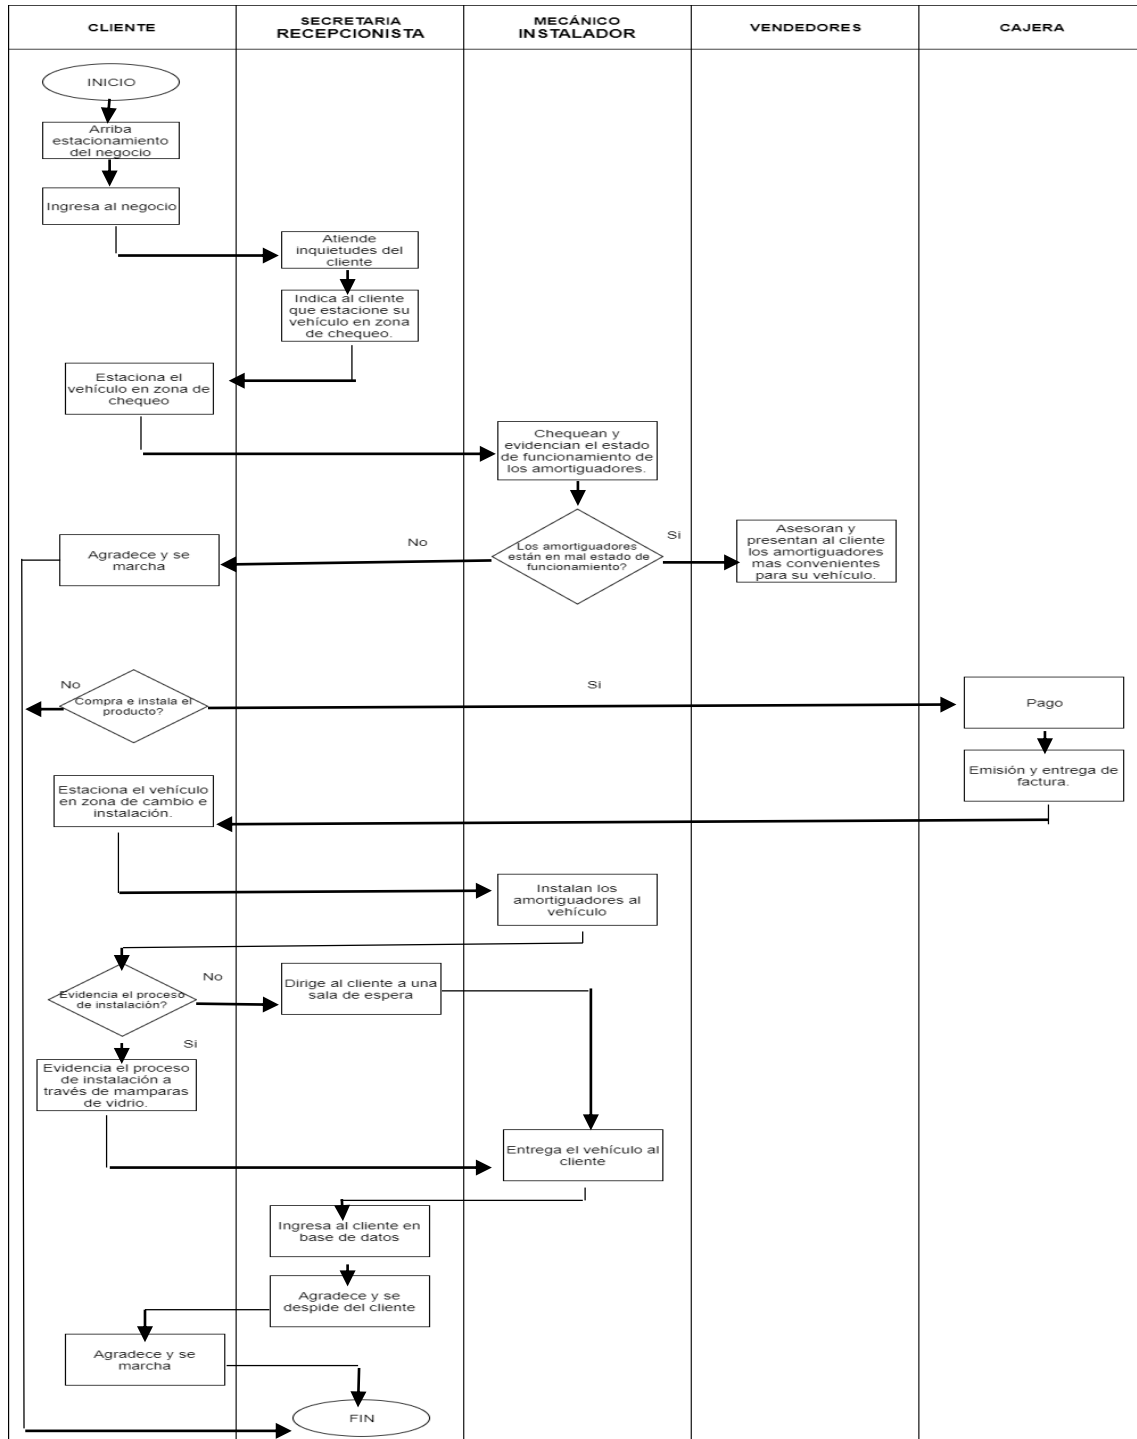 CLIENTE
SECRETARIA
RECEPCIONISTA
MECÁNICO
INSTALADOR
VENDEDORES
CAJERA
INICIO
Arriba
estacionamiento
del negocio
Ingresa al negocio
Atiende
inquietudes del
cliente
Indica al cliente
que estacione su
vehículo en zona
de chequeo.
Estaciona el
vehículo en zona de
chequeo
Chequean y
evidencian el estado
de funcionamiento de
los amortiguadores.
Los amortiguadores
están en mal estado de
funcionamiento?
No
Si
Agradece y se
marcha
Asesoran y
presentan al cliente
los amortiguadores
mas convenientes
para su vehículo.
Compra e instala el
producto?
No
Si
Pago
Emisión y entrega de
factura.
Estaciona el vehículo
en zona de cambio e
instalación.
Instalan los
amortiguadores al
vehículo
Evidencia el proceso
de instalación?
No
Si
Dirige al cliente a una
sala de espera
Evidencia el proceso
de instalación a
través de mamparas
de vidrio.
Entrega el vehículo al
cliente
Ingresa al cliente en
base de datos
Agradece y se
despide del cliente
Agradece y se
marcha
FIN